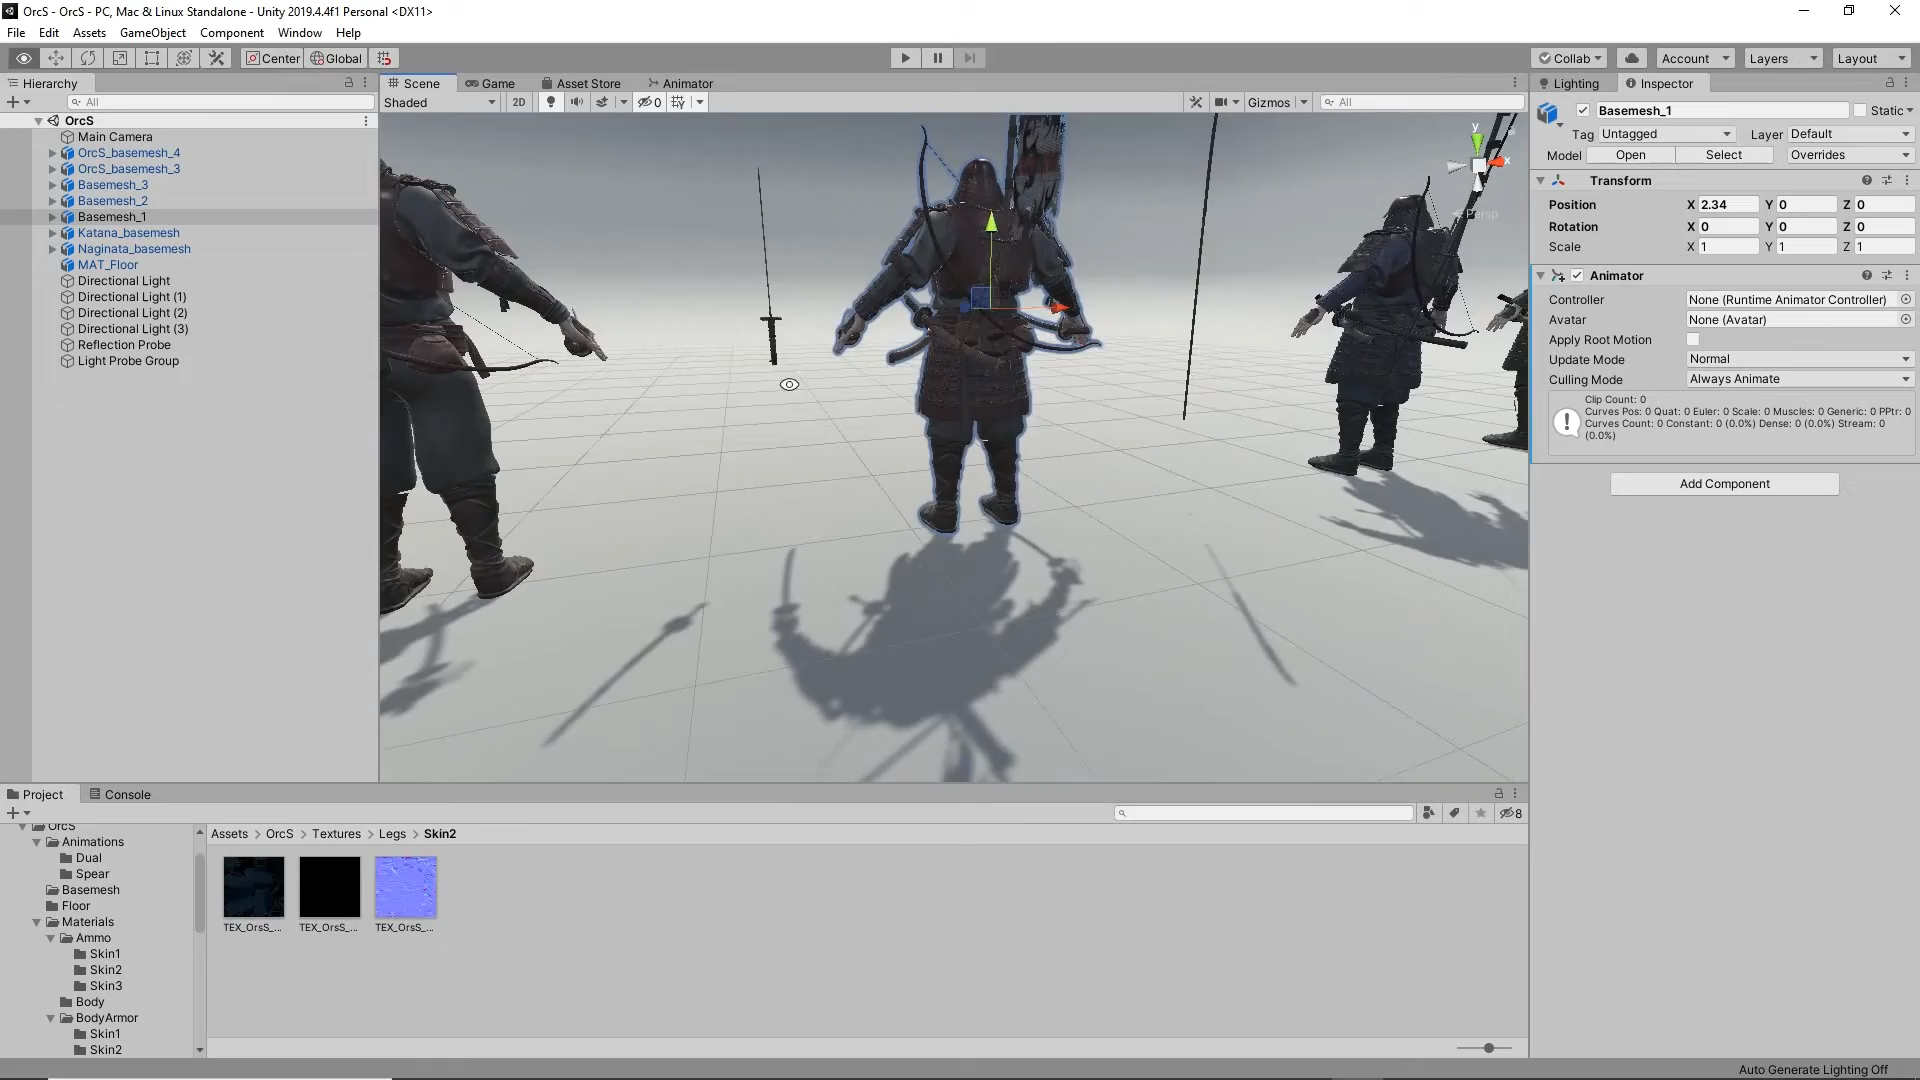 OrcS - OrcS - PC, Mac & Linux Standalone - Unity 2019.4.4f1 Personal <DX11>
File Edit Assets GameObject Component Window Help
Center Global Collab Account Layers Layout
Hierarchy
All
OrcS
Main Camera
OrcS_basemesh_4
OrcS_basemesh_3
Basemesh_3
Basemesh_2
Basemesh_1
Katana_basemesh
Naginata_basemesh
MAT_Floor
Directional Light
Directional Light (1)
Directional Light (2)
Directional Light (3)
Reflection Probe
Light Probe Group
Scene Game Asset Store Animator
Shaded 2D 0 Gizmos All
y
x
Persp
Lighting Inspector
Basemesh_1 Static
Tag Untagged Layer Default
Model Open Select Overrides
Transform
Position X 2.34 Y 0 Z 0
Rotation X 0 Y 0 Z 0
Scale X 1 Y 1 Z 1
Animator
Controller None (Runtime Animator Controller)
Avatar None (Avatar)
Apply Root Motion
Update Mode Normal
Culling Mode Always Animate
Clip Count: 0
Curves Pos: 0 Quat: 0 Euler: 0 Scale: 0 Muscles: 0 Generic: 0 PPtr: 0
Curves Count: 0 Constant: 0 (0.0%) Dense: 0 (0.0%) Stream: 0
(0.0%)
Add Component
Project Console
8
OrcS
Animations
Dual
Spear
Basemesh
Floor
Materials
Ammo
Skin1
Skin2
Skin3
Body
BodyArmor
Skin1
Skin2
Assets > OrcS > Textures > Legs > Skin2
TEX_OrsS_... TEX_OrsS_... TEX_OrsS_...
Auto Generate Lighting Off